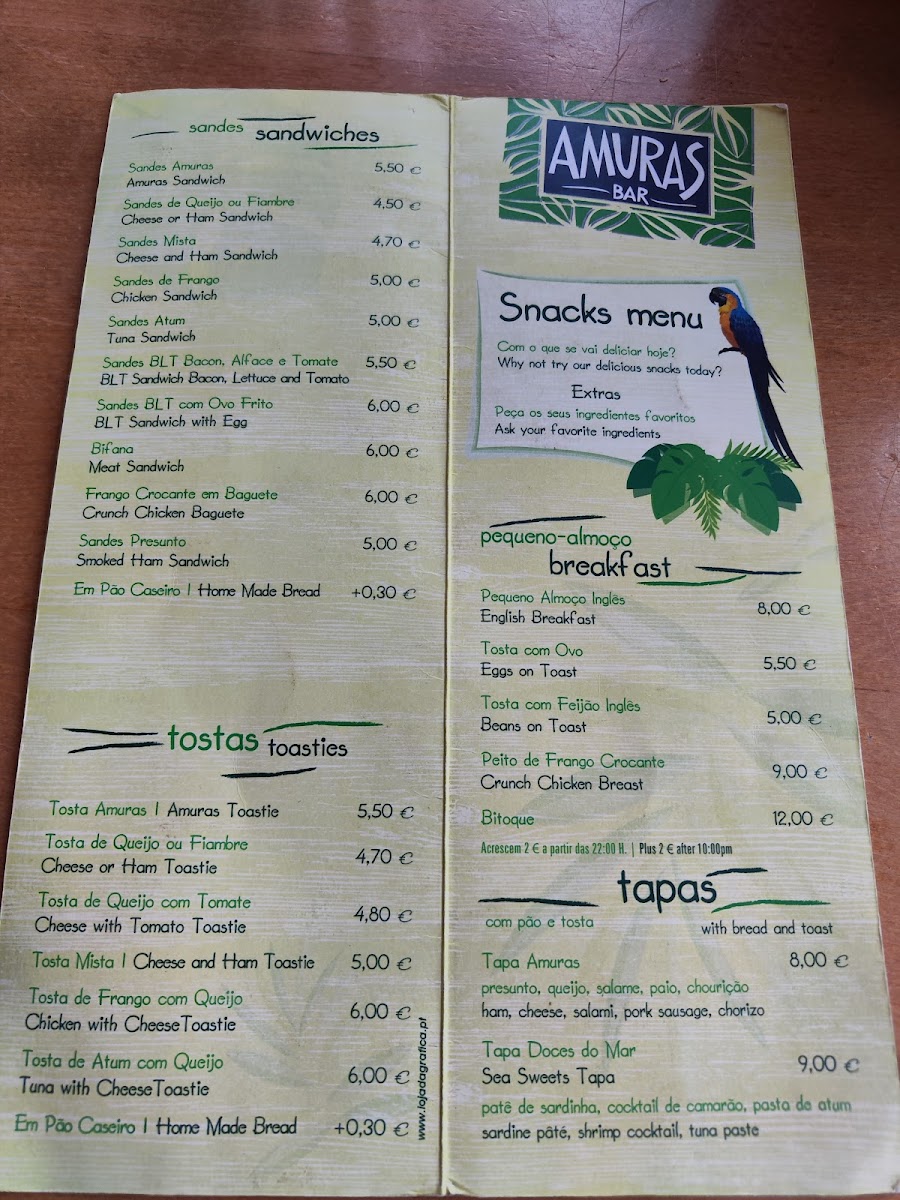 sandes sandwiches
Sandes Amuras 5,50 €
Amuras Sandwich
Sandes de Queijo ou Fiambre 4,50 €
Cheese or Ham Sandwich
Sandes Mista 4,70 €
Cheese and Ham Sandwich
Sandes de Frango 5,00 €
Chicken Sandwich
Sandes Atum 5,00 €
Tuna Sandwich
Sandes BLT Bacon, Alface e Tomate 5,50 €
BLT Sandwich Bacon, Lettuce and Tomato
Sandes BLT com Ovo Frito 6,00 €
BLT Sandwich with Egg
Bifana 6,00 €
Meat Sandwich
Frango Crocante em Baguete 6,00 €
Crunch Chicken Baguete
Sandes Presunto 5,00 €
Smoked Ham Sandwich
Em Pão Caseiro | Home Made Bread +0,30 €
tostas toasties
Tosta Amuras | Amuras Toastie 5,50 €
Tosta de Queijo ou Fiambre 4,70 €
Cheese or Ham Toastie
Tosta de Queijo com Tomate 4,80 €
Cheese with Tomato Toastie
Tosta Mista | Cheese and Ham Toastie 5,00 €
Tosta de Frango com Queijo 6,00 €
Chicken with CheeseToastie
Tosta de Atum com Queijo 6,00 €
Tuna with CheeseToastie
Em Pão Caseiro | Home Made Bread +0,30 €
www.lojadagrafica.pt
AMURAS
BAR
Snacks menu
Com o que se vai deliciar hoje?
Why not try our delicious snacks today?
Extras
Peça os seus ingredientes favoritos
Ask your favorite ingredients
pequeno-almoço
breakfast
Pequeno Almoço Inglês 8,00 €
English Breakfast
Tosta com Ovo 5,50 €
Eggs on Toast
Tosta com Feijão Inglês 5,00 €
Beans on Toast
Peito de Frango Crocante 9,00 €
Crunch Chicken Breast
Bitoque 12,00 €
Acrescem 2 € a partir das 22:00 H. | Plus 2 € after 10:00pm
tapas
com pão e tosta with bread and toast
Tapa Amuras 8,00 €
presunto, queijo, salame, paio, chourição
ham, cheese, salami, pork sausage, chorizo
Tapa Doces do Mar 9,00 €
Sea Sweets Tapa
patê de sardinha, cocktail de camarão, pasta de atum
sardine pâté, shrimp cocktail, tuna paste